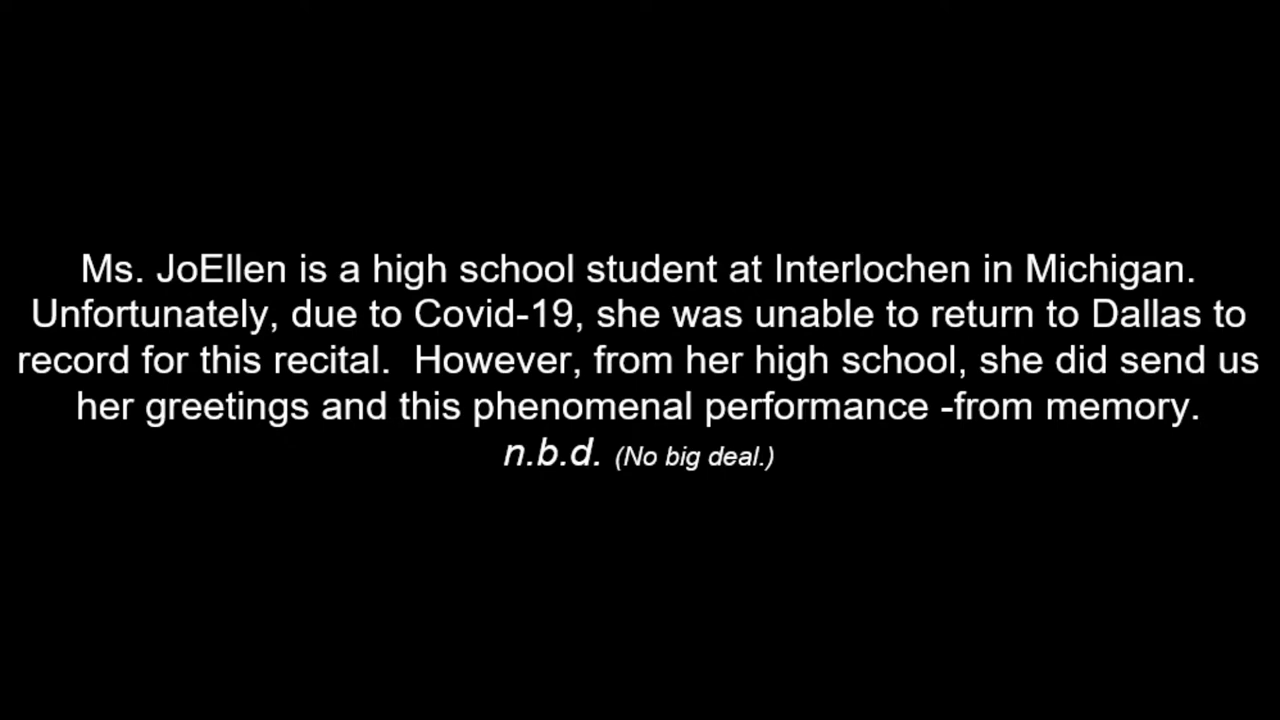 Ms. JoEllen is a high school student at Interlochen in Michigan.
Unfortunately, due to Covid-19, she was unable to return to Dallas to
record for this recital.  However, from her high school, she did send us
her greetings and this phenomenal performance -from memory.
n.b.d. (No big deal.)